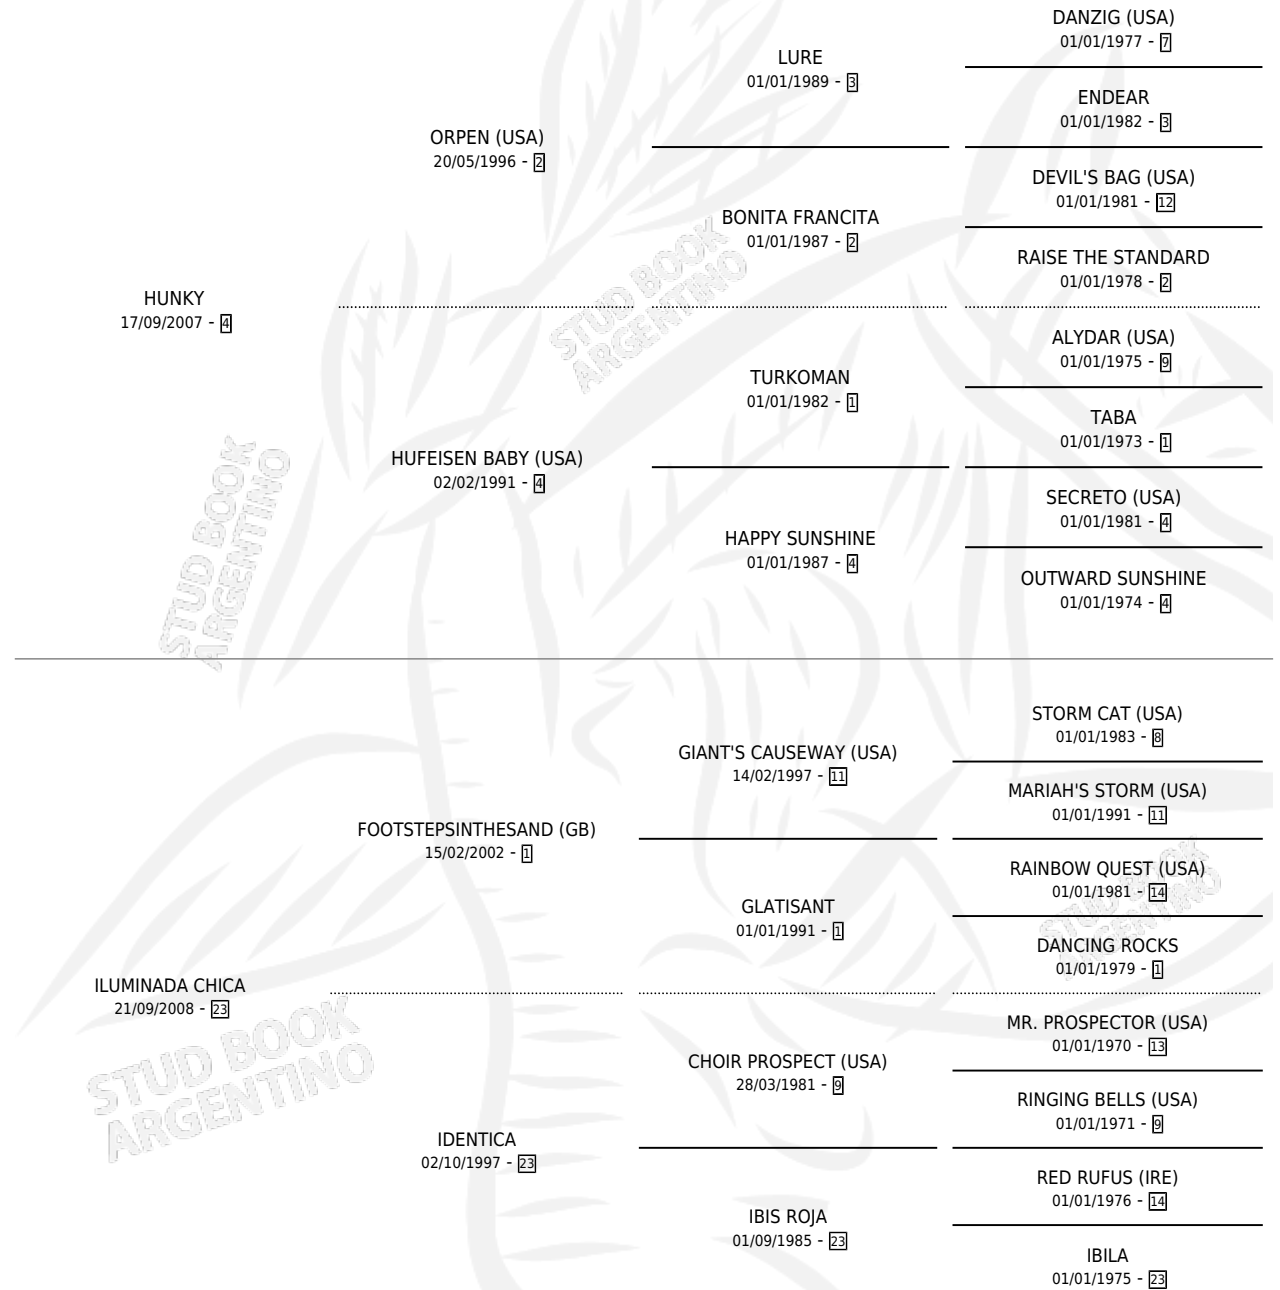 DANZIG (USA)
01/01/1977 - 7
LURE
01/01/1989 - 3
ENDEAR
01/01/1982 - 3
ORPEN (USA)
20/05/1996 - 2
DEVIL'S BAG (USA)
01/01/1981 - 12
BONITA FRANCITA
01/01/1987 - 2
RAISE THE STANDARD
01/01/1978 - 2
HUNKY
17/09/2007 - 4
STUD BOOK
ARGENTINO
ALYDAR (USA)
01/01/1975 - 9
TURKOMAN
01/01/1982 - 1
TABA
01/01/1973 - 1
HUFEISEN BABY (USA)
02/02/1991 - 4
SECRETO (USA)
01/01/1981 - 4
HAPPY SUNSHINE
01/01/1987 - 4
OUTWARD SUNSHINE
01/01/1974 - 4
STUD BOOK
ARGENTINO
STORM CAT (USA)
01/01/1983 - 8
GIANT'S CAUSEWAY (USA)
14/02/1997 - 11
MARIAH'S STORM (USA)
01/01/1991 - 11
FOOTSTEPSINTHESAND (GB)
15/02/2002 - 1
RAINBOW QUEST (USA)
01/01/1981 - 14
GLATISANT
01/01/1991 - 1
STUD BOOK
ARGENTINO
DANCING ROCKS
01/01/1979 - 1
ILUMINADA CHICA
21/09/2008 - 23
STUD BOOK
ARGENTINO
MR. PROSPECTOR (USA)
01/01/1970 - 13
CHOIR PROSPECT (USA)
28/03/1981 - 9
RINGING BELLS (USA)
01/01/1971 - 9
IDENTICA
02/10/1997 - 23
RED RUFUS (IRE)
01/01/1976 - 14
IBIS ROJA
01/09/1985 - 23
IBILA
01/01/1975 - 23